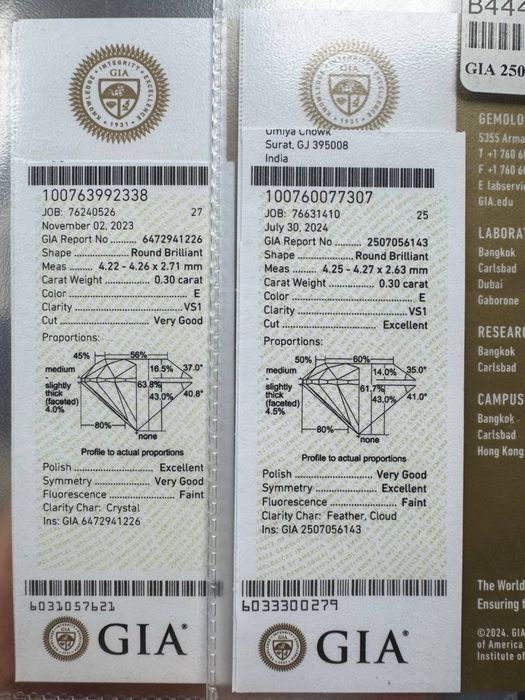 KNOWLEDGE • INTEGRITY • EXCELLENCE
GIA
• 1931 •
100763992338
JOB: 76240526 27
November 02, 2023
GIA Report No .......... 6472941226
Shape ................. Round Brilliant
Meas ..... 4.22 - 4.26 x 2.71 mm
Carat Weight .............. 0.30 carat
Color ..................................... E
Clarity ................................. VS1
Cut ............................ Very Good
Proportions:
45% 56%
medium 16.5% 37.0°
slightly
thick
(faceted)
4.0%
63.8%
43.0% 40.8°
80%
none
Profile to actual proportions
Polish ......................... Excellent
Symmetry .................. Very Good
Fluorescence .................... Faint
Clarity Char: Crystal
Ins: GIA 6472941226
6031057621
GIA®
GIA
Umiya Chowk
Surat, GJ 395008
India
100760077307
JOB: 76631410 25
July 30, 2024
GIA Report No .......... 2507056143
Shape ................. Round Brilliant
Meas ..... 4.25 - 4.27 x 2.63 mm
Carat Weight .............. 0.30 carat
Color ..................................... E
Clarity ................................. VS1
Cut .............................. Excellent
Proportions:
50% 60%
medium 14.0% 35.0°
slightly
thick
(faceted)
4.5%
61.7%
43.0% 41.0°
80%
none
Profile to actual proportions
Polish ....................... Very Good
Symmetry .................... Excellent
Fluorescence .................... Faint
Clarity Char: Feather, Cloud
Ins: GIA 2507056143
6033300279
GIA®
B444
GIA 250
GEMOLO
5355 Arma
T +1 760 6
F +1 760 6
E labservi
GIA.edu
LABORA
Bangkok
Carlsbad
Dubai
Gaborone
RESEAR
Bangkok
Carlsbad
CAMPUS
Bangkok
Carlsbad
Hong Kong
The World
Ensuring t
©2024. GIA
of America
Institute of